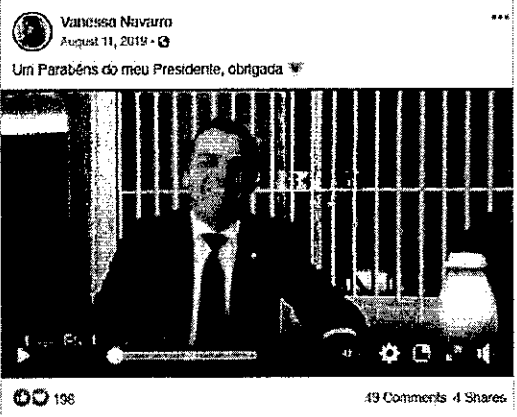 Vanessa Navarro
August 11, 2019
Um Parabéns do meu Presidente, obrigada
198
49 Comments 4 Shares